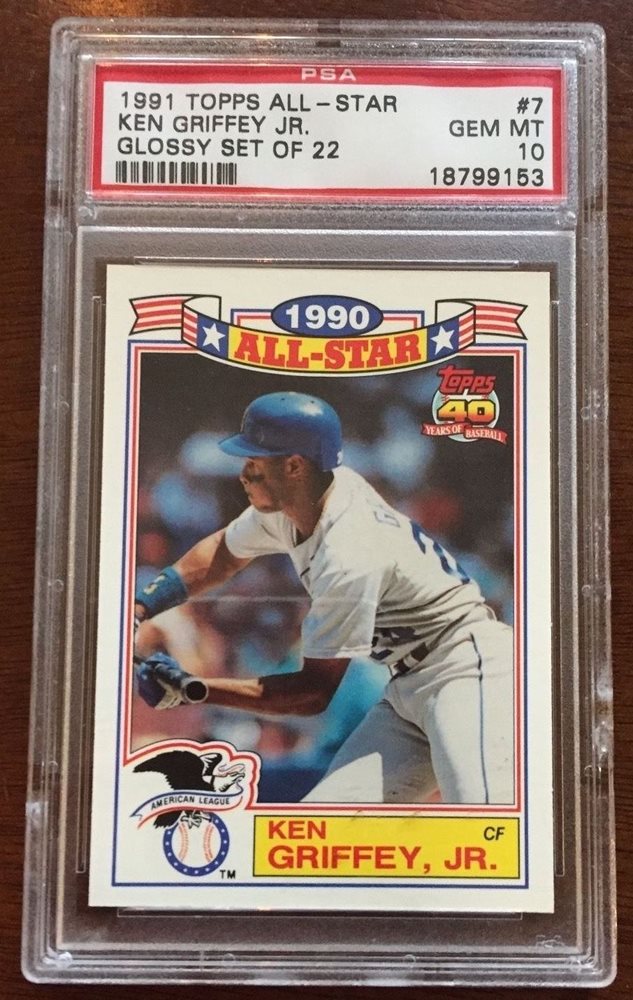 PSA
1991 TOPPS ALL-STAR #7
KEN GRIFFEY JR. GEM MT
GLOSSY SET OF 22 10
18799153
1990
ALL-STAR
Topps
40
YEARS OF BASEBALL
AMERICAN LEAGUE
TM
KEN CF
GRIFFEY, JR.